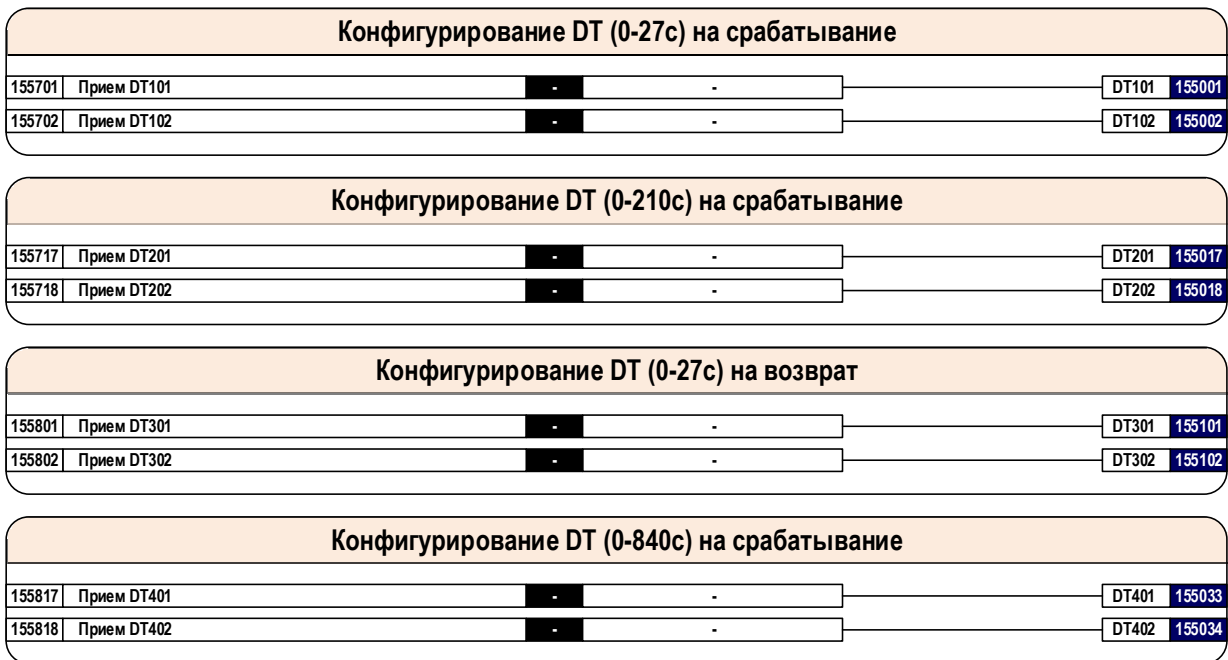 Конфигурирование DT (0-27с) на срабатывание
155701 Прием DT101 - - DT101 155001
155702 Прием DT102 - - DT102 155002
Конфигурирование DT (0-210с) на срабатывание
155717 Прием DT201 - - DT201 155017
155718 Прием DT202 - - DT202 155018
Конфигурирование DT (0-27с) на возврат
155801 Прием DT301 - - DT301 155101
155802 Прием DT302 - - DT302 155102
Конфигурирование DT (0-840с) на срабатывание
155817 Прием DT401 - - DT401 155033
155818 Прием DT402 - - DT402 155034